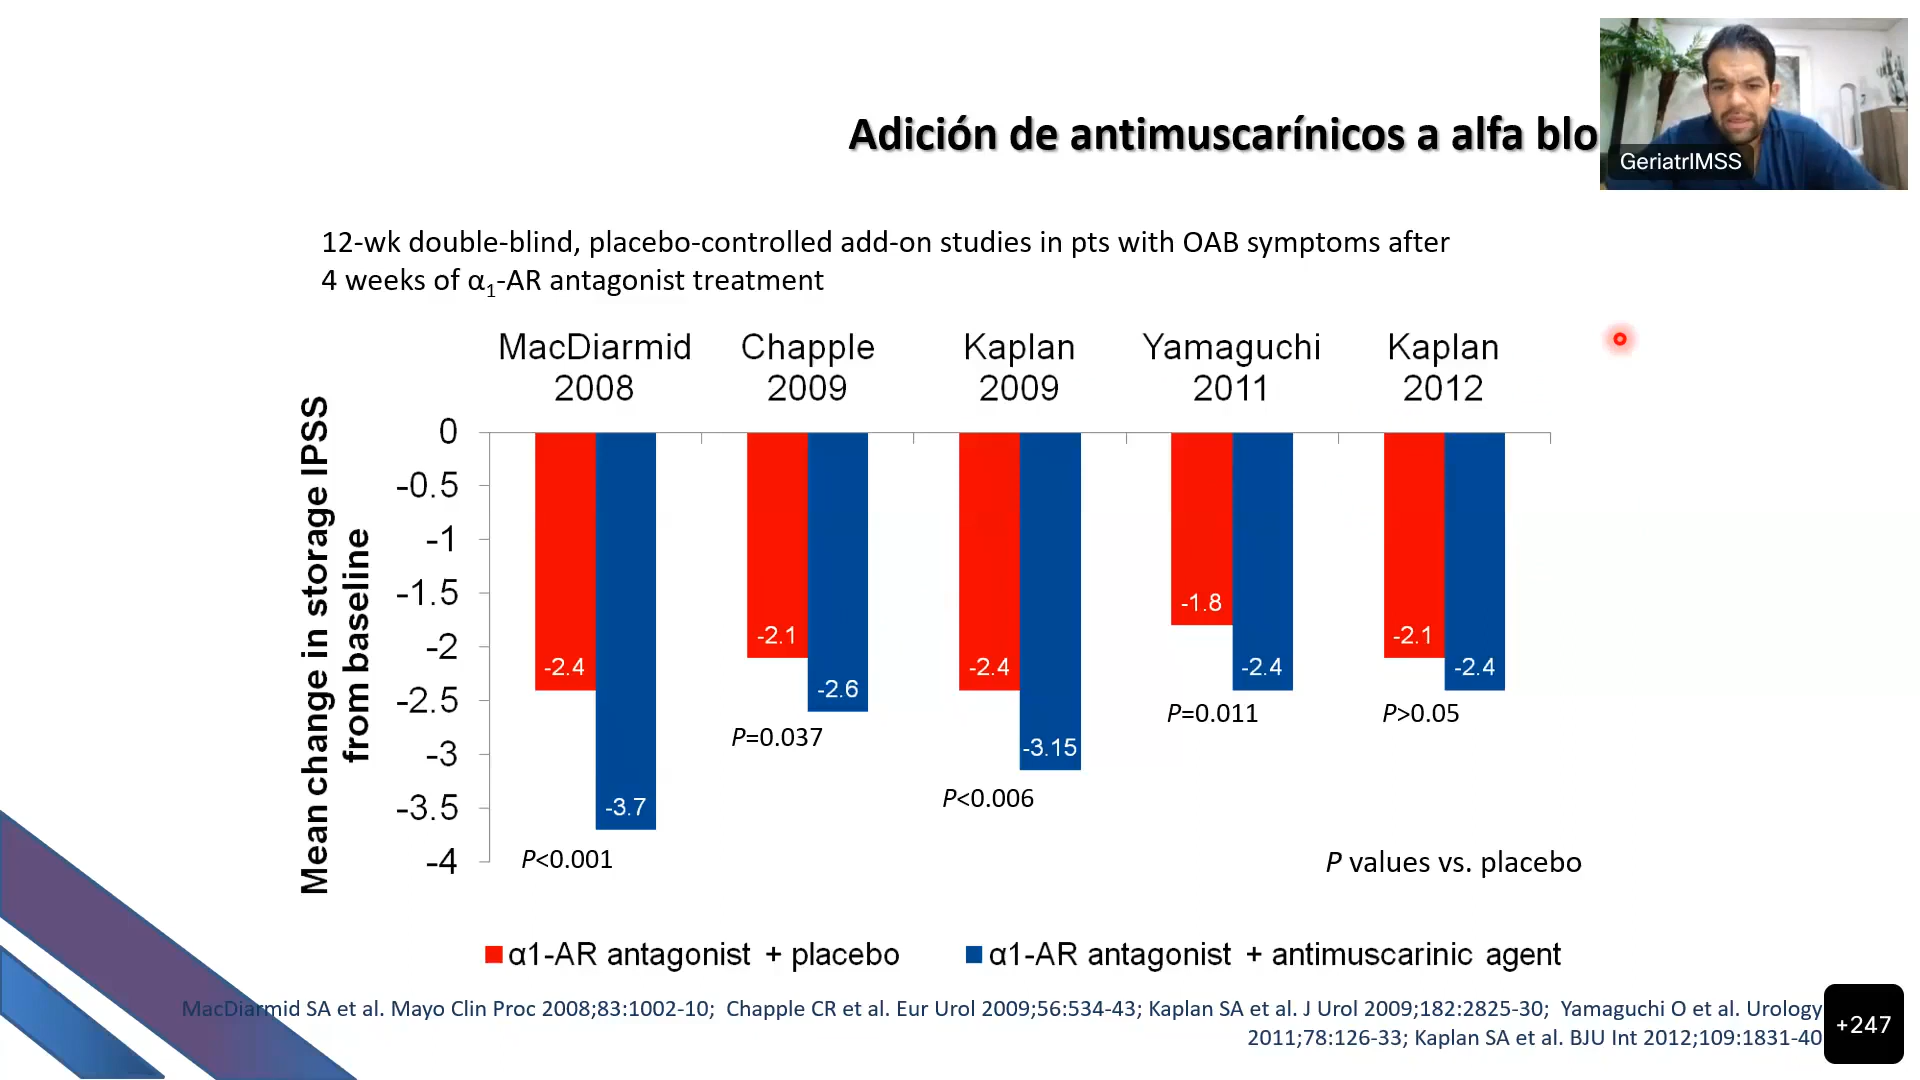 Adición de antimuscarínicos a alfa blo
GeriatrIMSS
12-wk double-blind, placebo-controlled add-on studies in pts with OAB symptoms after
4 weeks of α1-AR antagonist treatment
MacDiarmid 2008
Chapple 2009
Kaplan 2009
Yamaguchi 2011
Kaplan 2012
Mean change in storage IPSS
from baseline
0
-0.5
-1
-1.5
-2
-2.5
-3
-3.5
-4
-2.4
-3.7
P<0.001
-2.1
-2.6
P=0.037
-2.4
-3.15
P<0.006
-1.8
-2.4
P=0.011
-2.1
-2.4
P>0.05
P values vs. placebo
α1-AR antagonist + placebo
α1-AR antagonist + antimuscarinic agent
MacDiarmid SA et al. Mayo Clin Proc 2008;83:1002-10; Chapple CR et al. Eur Urol 2009;56:534-43; Kaplan SA et al. J Urol 2009;182:2825-30; Yamaguchi O et al. Urology
2011;78:126-33; Kaplan SA et al. BJU Int 2012;109:1831-40
+247